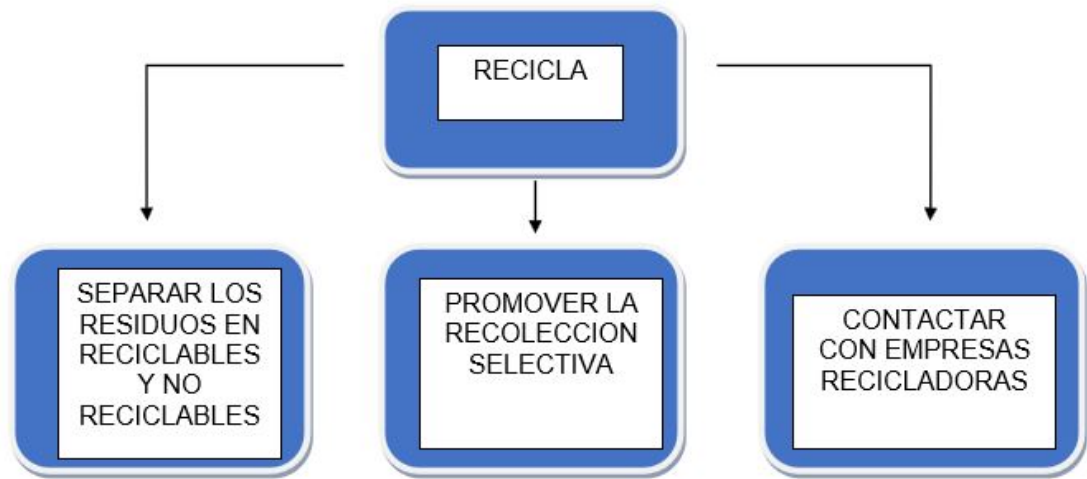 RECICLA
SEPARAR LOS
RESIDUOS EN
RECICLABLES
Y NO
RECICLABLES
PROMOVER LA
RECOLECCION
SELECTIVA
CONTACTAR
CON EMPRESAS
RECICLADORAS